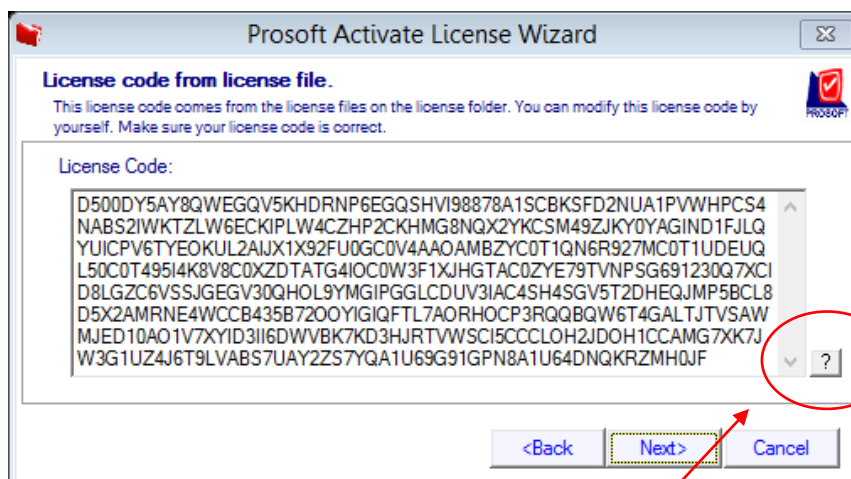 Prosoft Activate License Wizard
License code from license file.
This license code comes from the license files on the license folder. You can modify this license code by
yourself. Make sure your license code is correct.
PROSOFT
License Code:
D500DY5AY8QWEGQV5KHDRNP6EGQSHVI98878A1SCBKSFD2NUA1PVWHPCS4
NABS2IWKTZLW6ECKIPLW4CZHP2CKHMG8NQX2YKCSM49ZJKY0YAGIND1FJLQ
YUICPV6TYEOKUL2AIJX1X92FU0GC0V4AAOAMBZYC0T1QN6R927MC0T1UDEUQ
L50C0T495I4K8V8C0XZDTATG4IOC0W3F1XJHGTAC0ZYE79TVNPSG691230Q7XCI
D8LGZC6VSSJGEGV30QHOL9YMGIPGGLCDUV3IAC4SH4SGV5T2DHEQJMP5BCL8
D5X2AMRNE4WCCB435B72OOYIGIQFTL7AORHOCP3RQQBQW6T4GALTJTVSAW
MJED10AO1V7XYID3II6DWVBK7KD3HJRTVWSCI5CCCLOH2JDOH1CCAMG7XK7J
W3G1UZ4J6T9LVABS7UAY2ZS7YQA1U69G91GPN8A1U64DNQKRZMH0JF
?
<Back Next> Cancel